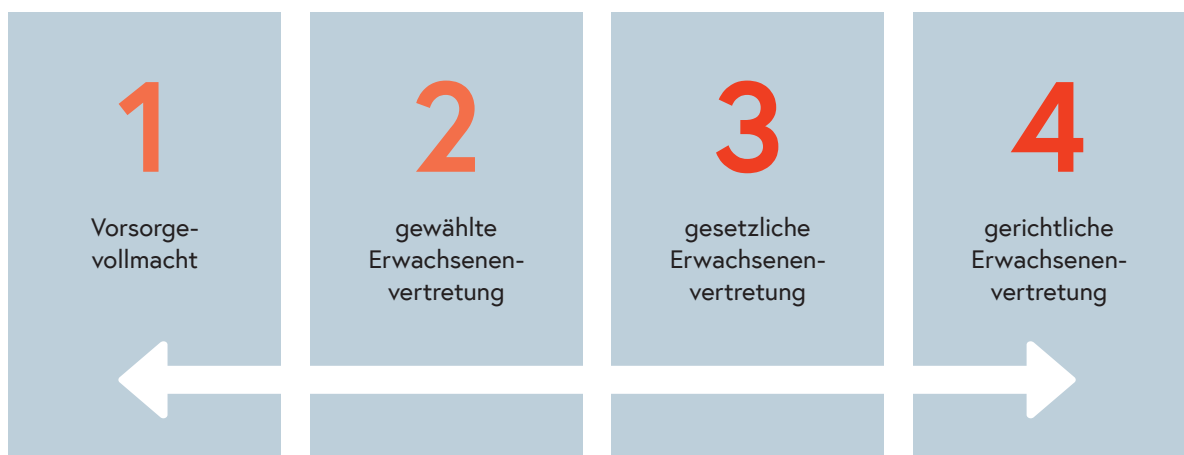 1
Vorsorge-
vollmacht
2
gewählte
Erwachsenen-
vertretung
3
gesetzliche
Erwachsenen-
vertretung
4
gerichtliche
Erwachsenen-
vertretung